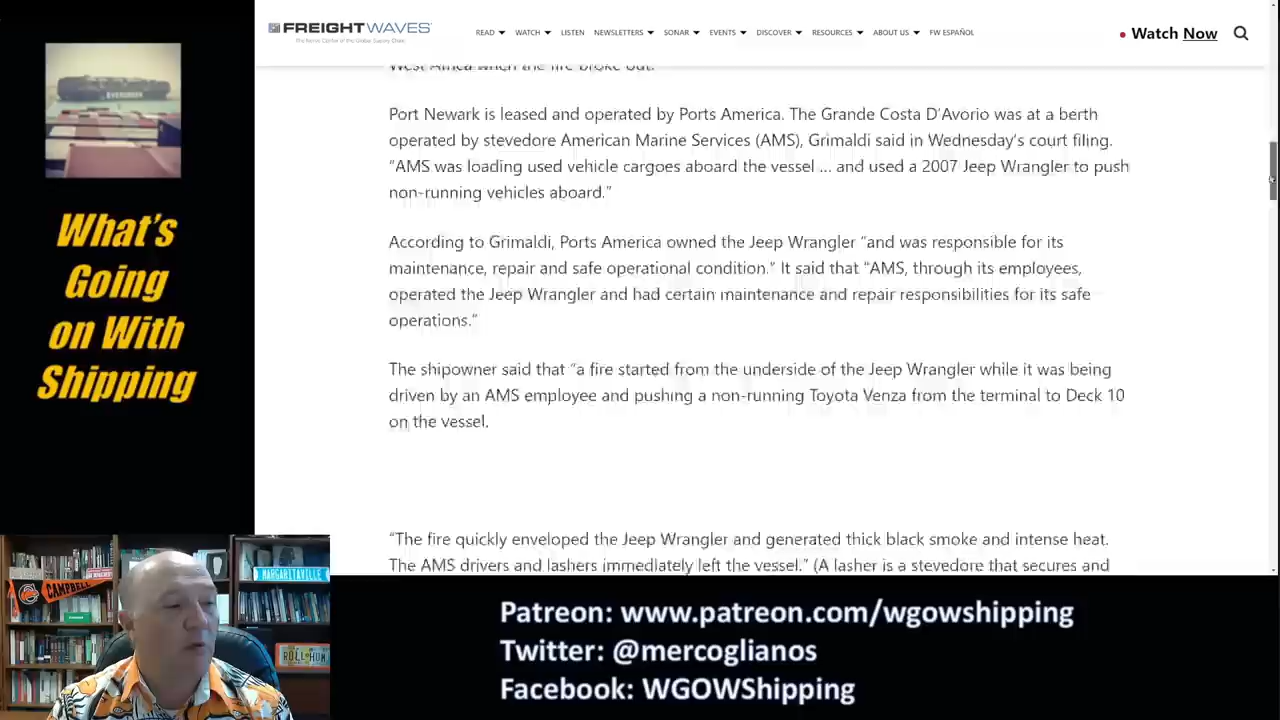 FREIGHTWAVES
READ
WATCH
LISTEN
NEWSLETTERS
SONAR
EVENTS
DISCOVER
RESOURCES
ABOUT US
FW ESPAÑOL
Watch Now
West Africa when the fire broke out.
Port Newark is leased and operated by Ports America. The Grande Costa D’Avorio was at a berth
operated by stevedore American Marine Services (AMS), Grimaldi said in Wednesday’s court filing.
“AMS was loading used vehicle cargoes aboard the vessel … and used a 2007 Jeep Wrangler to push
non-running vehicles aboard.”
According to Grimaldi, Ports America owned the Jeep Wrangler “and was responsible for its
maintenance, repair and safe operational condition.” It said that “AMS, through its employees,
operated the Jeep Wrangler and had certain maintenance and repair responsibilities for its safe
operations.”
The shipowner said that “a fire started from the underside of the Jeep Wrangler while it was being
driven by an AMS employee and pushing a non-running Toyota Venza from the terminal to Deck 10
on the vessel.
“The fire quickly enveloped the Jeep Wrangler and generated thick black smoke and intense heat.
The AMS drivers and lashers immediately left the vessel.” (A lasher is a stevedore that secures and
EVERGREEN
What's
Going
on With
Shipping
CAMPBELL
MARGARITAVILLE
Patreon: www.patreon.com/wgowshipping
Twitter: @mercoglianos
Facebook: WGOWShipping